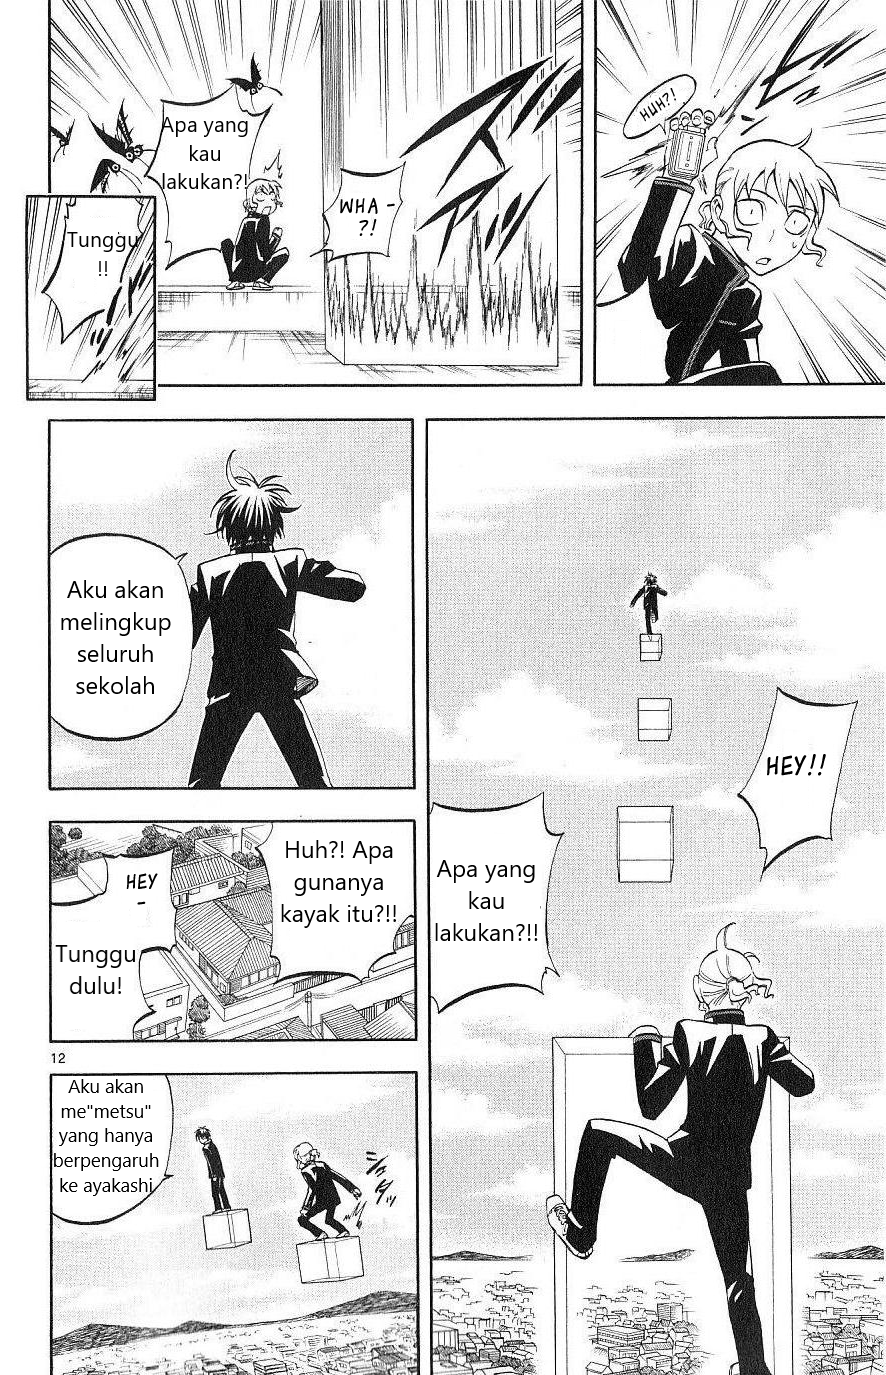 HUH?!
WHA -
?!
Apa yang
kau
lakukan?!
Tunggu
!!
HEY!!
Apa yang
kau
lakukan?!!
Aku akan
melingkup
seluruh
sekolah
Huh?! Apa
gunanya
kayak itu?!!
HEY
-
Tunggu
dulu!
12
Aku akan
me"metsu"
yang hanya
berpengaruh
ke ayakashi